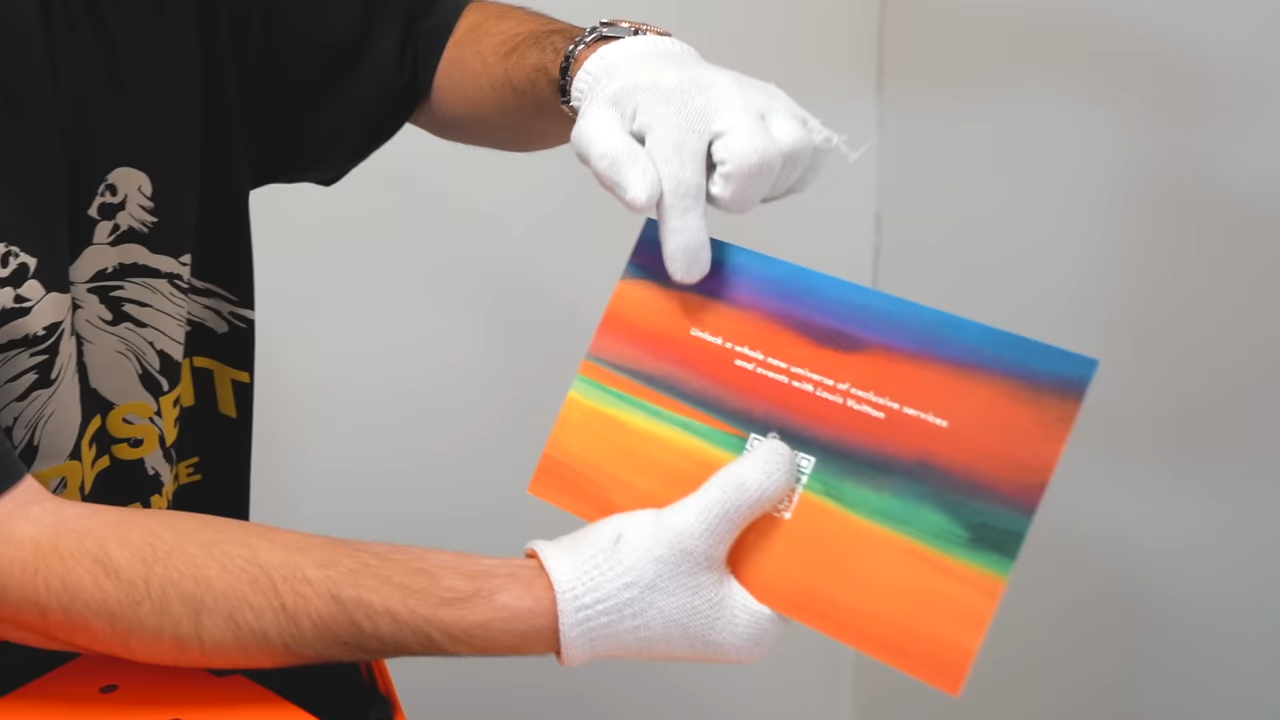 Unlock a whole new universe of exclusive services
and events with Louis Vuitton